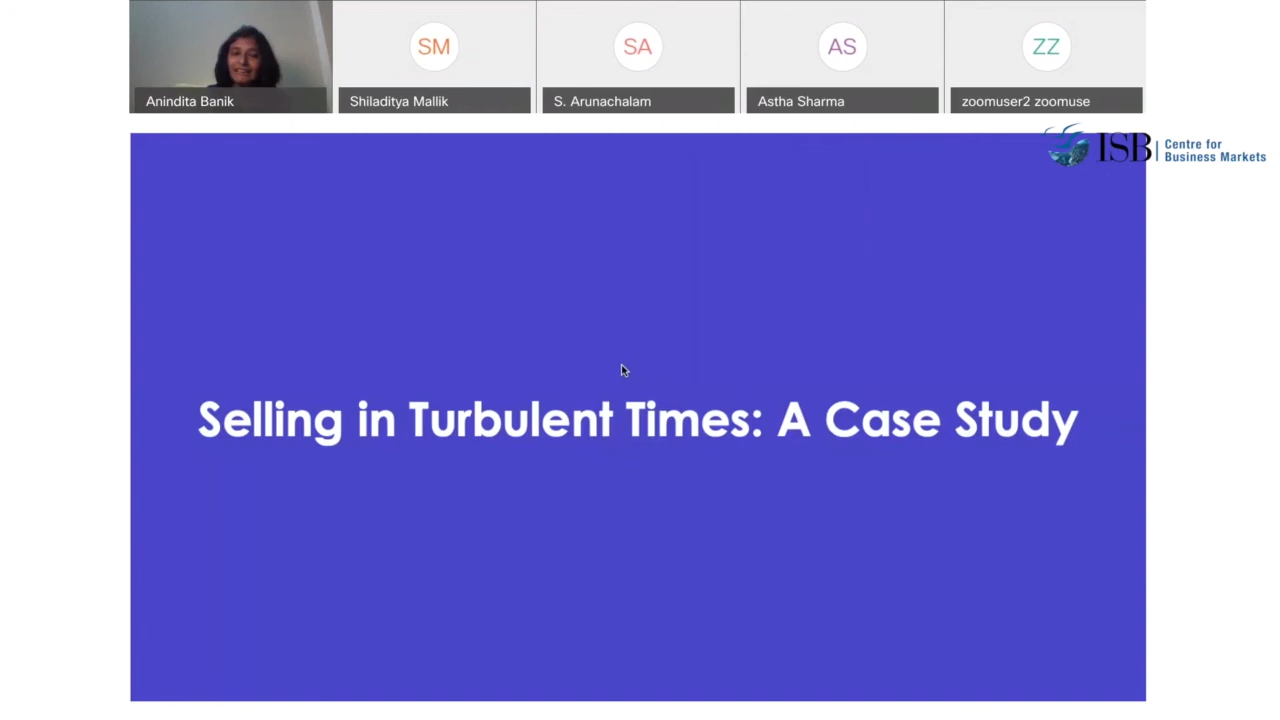 SM
SA
AS
ZZ
Anindita Banik
Shiladitya Mallik
S. Arunachalam
Astha Sharma
zoomuser2 zoomuse
ISB
Centre for
Business Markets
Selling in Turbulent Times: A Case Study